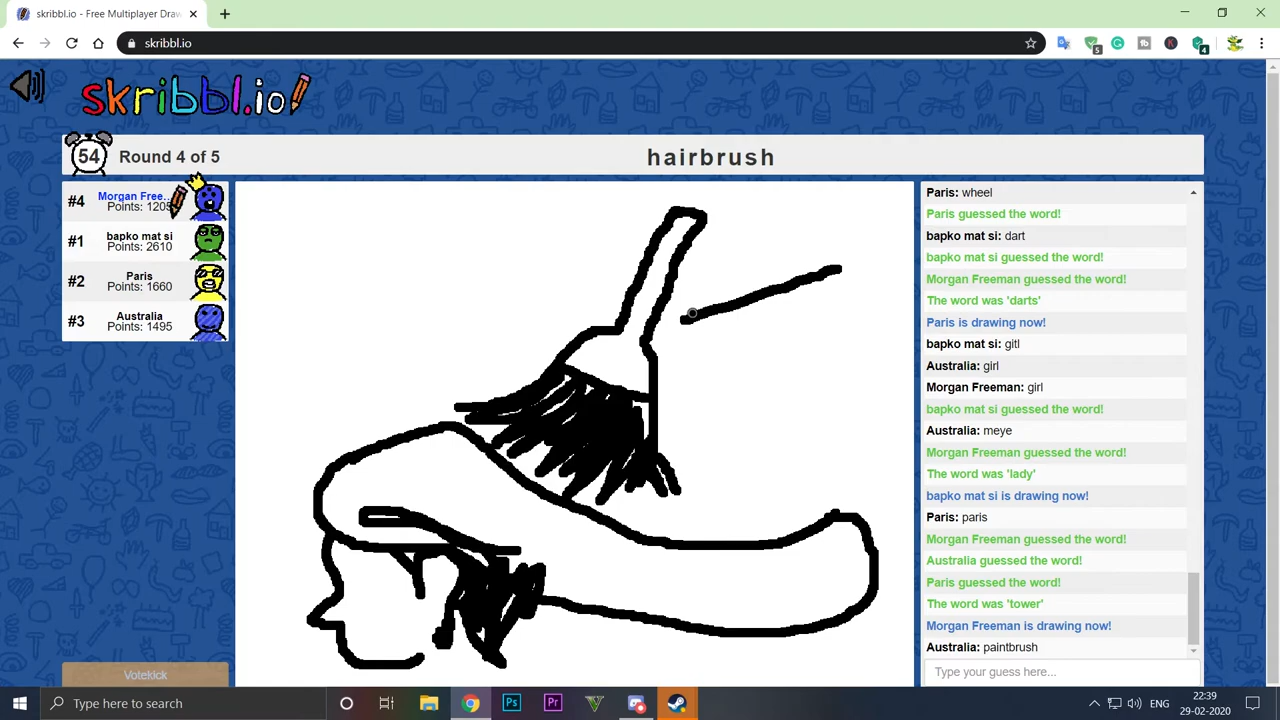 skribbl.io - Free Multiplayer Draw
skribbl.io
5
4
skribbl.io
54
Round 4 of 5
hairbrush
#4
Morgan Free...
Points: 1205
#1
bapko mat si
Points: 2610
#2
Paris
Points: 1660
#3
Australia
Points: 1495
Votekick
Paris: wheel
Paris guessed the word!
bapko mat si: dart
bapko mat si guessed the word!
Morgan Freeman guessed the word!
The word was 'darts'
Paris is drawing now!
bapko mat si: gitl
Australia: girl
Morgan Freeman: girl
bapko mat si guessed the word!
Australia: meye
Morgan Freeman guessed the word!
The word was 'lady'
bapko mat si is drawing now!
Paris: paris
Morgan Freeman guessed the word!
Australia guessed the word!
Paris guessed the word!
The word was 'tower'
Morgan Freeman is drawing now!
Australia: paintbrush
Type your guess here...
Type here to search
Ps
Pr
V
ENG
22:39
29-02-2020